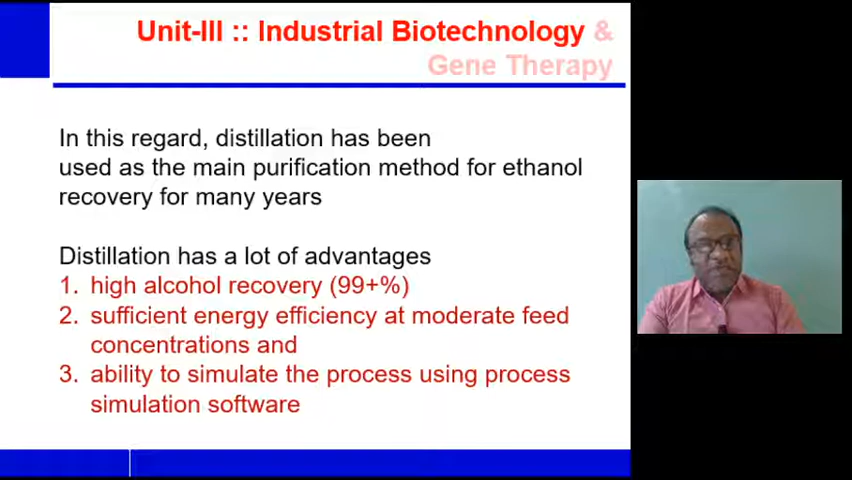 Unit-III :: Industrial Biotechnology &
Gene Therapy
In this regard, distillation has been
used as the main purification method for ethanol
recovery for many years
Distillation has a lot of advantages
1. high alcohol recovery (99+%)
2. sufficient energy efficiency at moderate feed
concentrations and
3. ability to simulate the process using process
simulation software